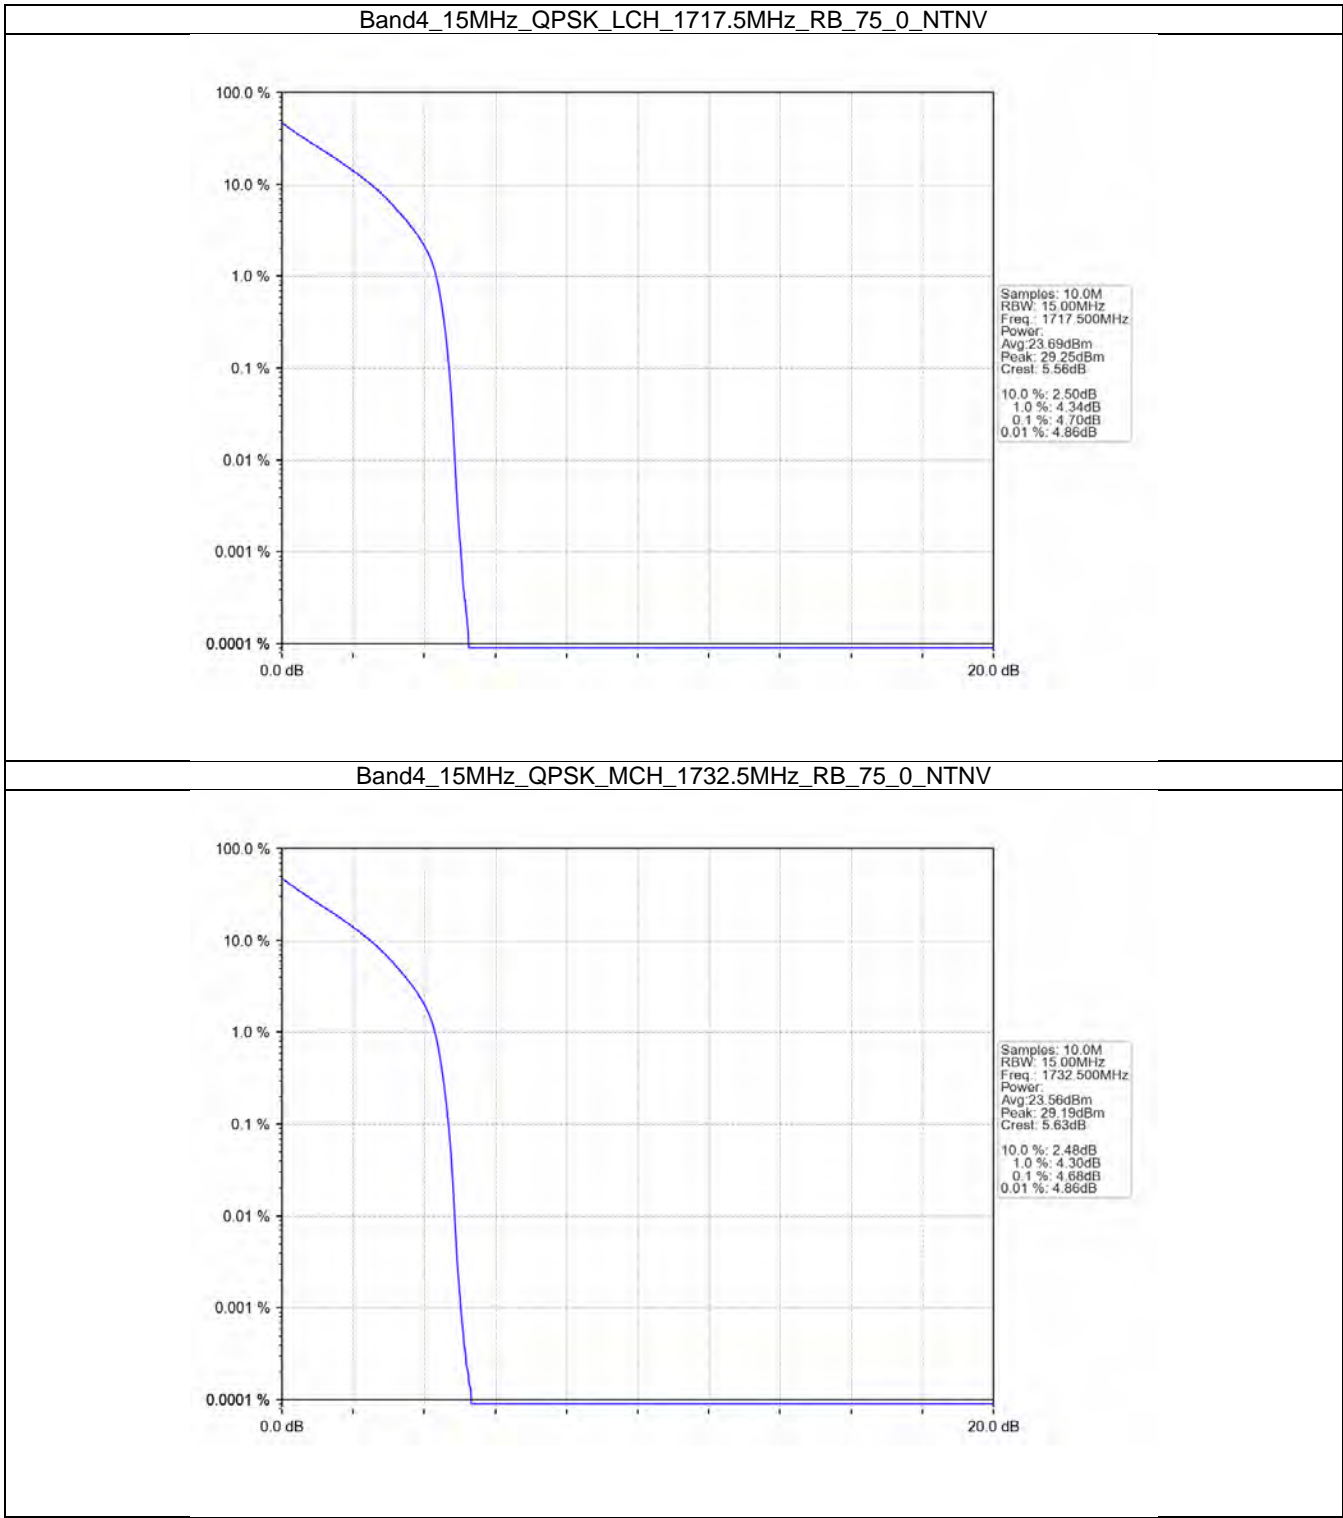 Band4_15MHz_QPSK_LCH_1717.5MHz_RB_75_0_NTNV
100.0 %
10.0 %
1.0 %
0.1 %
0.01 %
0.001 %
0.0001 %
0.0 dB
20.0 dB
Samples: 10.0M
RBW: 15.00MHz
Freq.: 1717.500MHz
Power:
Avg:23.69dBm
Peak: 29.25dBm
Crest: 5.56dB
10.0 %: 2.50dB
1.0 %: 4.34dB
0.1 %: 4.70dB
0.01 %: 4.86dB
Band4_15MHz_QPSK_MCH_1732.5MHz_RB_75_0_NTNV
100.0 %
10.0 %
1.0 %
0.1 %
0.01 %
0.001 %
0.0001 %
0.0 dB
20.0 dB
Samples: 10.0M
RBW: 15.00MHz
Freq.: 1732.500MHz
Power:
Avg:23.56dBm
Peak: 29.19dBm
Crest: 5.63dB
10.0 %: 2.48dB
1.0 %: 4.30dB
0.1 %: 4.68dB
0.01 %: 4.86dB